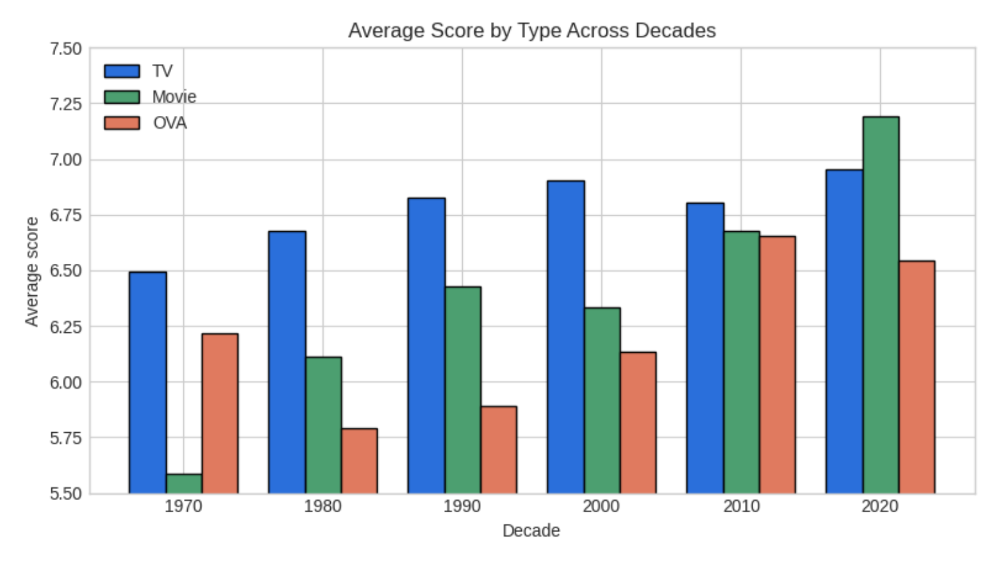 Average Score by Type Across Decades
7.50
TV
Movie
7.25
OVA
7.00
6.75
6.50
6.25
6.00
5.75
5.50
Average score
1970 1980 1990 2000 2010 2020
Decade